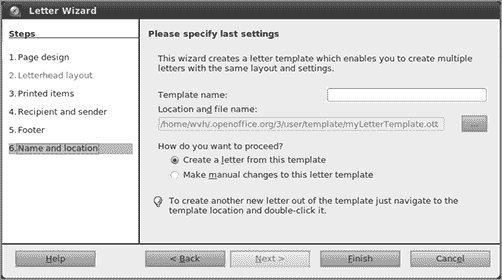 Letter Wizard
Steps
1. Page design
2. Letterhead layout
3. Printed items
4. Recipient and sender
5. Footer
6. Name and location
Please specify last settings
This wizard creates a letter template which enables you to create multiple
letters with the same layout and settings.
Template name:
Location and file name:
/home/wvh/.openoffice.org/3/user/template/myLetterTemplate.ott
...
How do you want to proceed?
Create a letter from this template
Make manual changes to this letter template
To create another new letter out of the template just navigate to the
template location and double-click it.
Help
< Back
Next >
Finish
Cancel